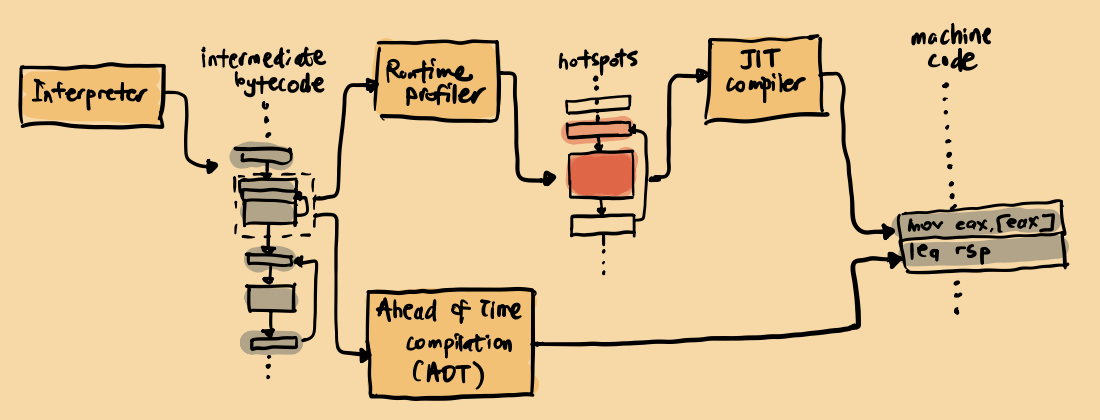 Interpreter
intermediate
bytecode
Runtime
profiler
hotspots
JIT
compiler
machine
code
mov eax,[eax]
leq rsp
Ahead of Time
compilation
(AOT)